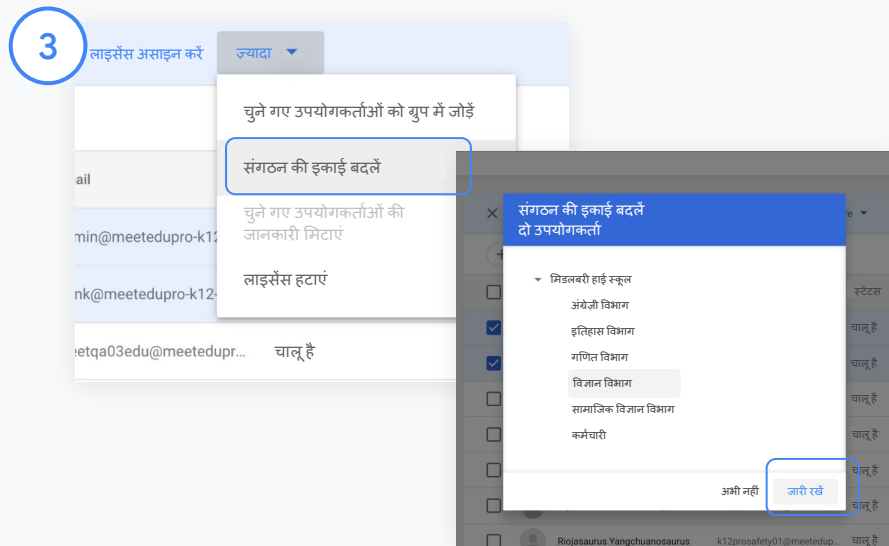 3
लाइसेंस असाइन करें
ज़्यादा
चुने गए उपयोगकर्ताओं को ग्रुप में जोड़ें
संगठन की इकाई बदलें
चुने गए उपयोगकर्ताओं की
जानकारी मिटाएं
लाइसेंस हटाएं
ail
min@meetedupro-k12
nk@meetedupro-k12-
eetqa03edu@meetedupr... चालू है
संगठन की इकाई बदलें
दो उपयोगकर्ता
मिडलबरी हाई स्कूल
अंग्रेज़ी विभाग
इतिहास विभाग
गणित विभाग
विज्ञान विभाग
सामाजिक विज्ञान विभाग
कर्मचारी
अभी नहीं
जारी रखें
स्टेटस
चालू है
चालू है
चालू है
चालू है
चालू है
चालू है
Riojasaurus Yangchuanosaurus k12prosafety01@meetedup... चालू है